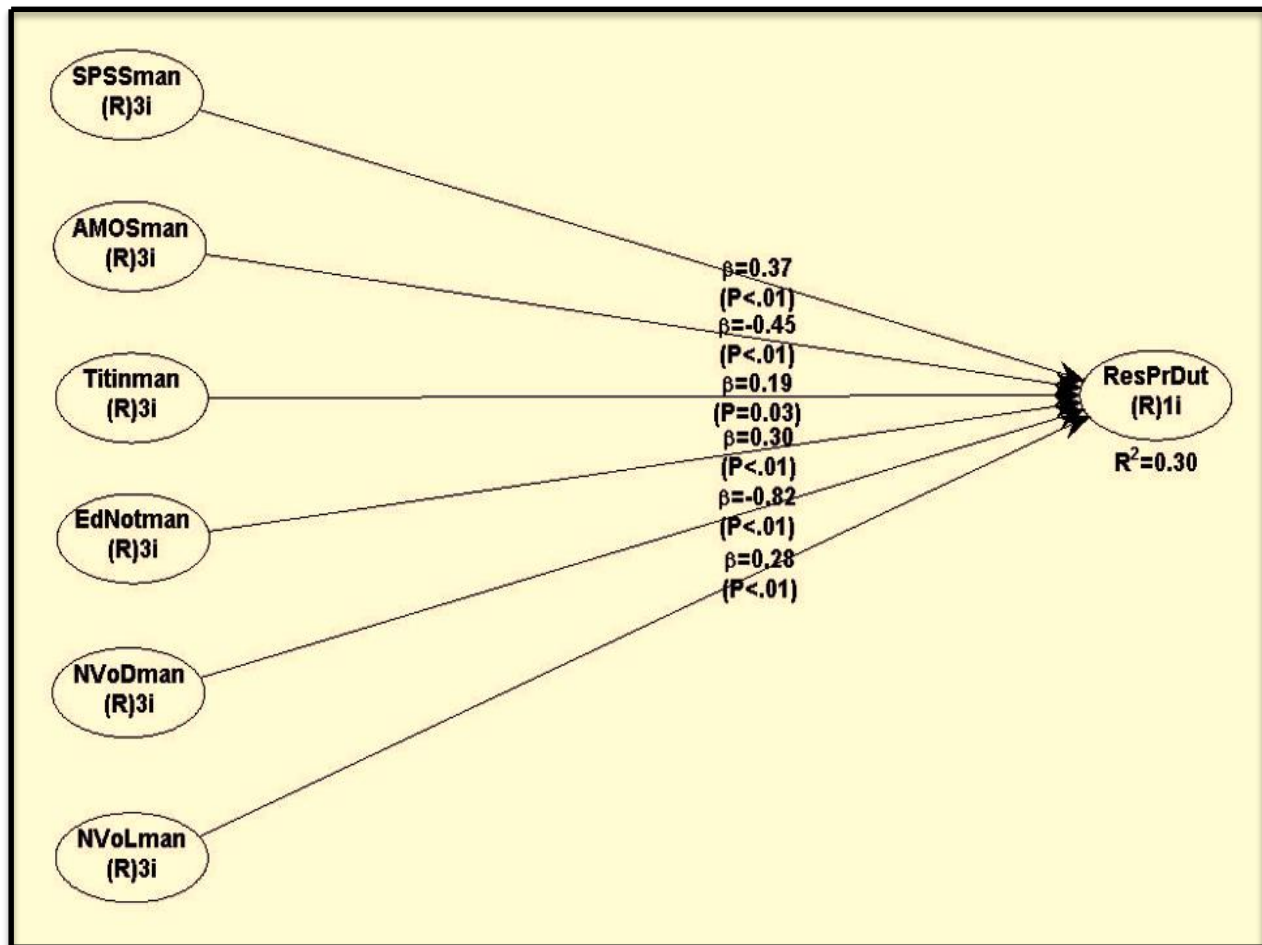 SPSSman
(R)3i
AMOSman
(R)3i
Titinman
(R)3i
EdNotman
(R)3i
NVoDman
(R)3i
NVoLman
(R)3i
β=0.37
(P<.01)
β=-0.45
(P<.01)
β=0.19
(P=0.03)
β=0.30
(P<.01)
β=-0.82
(P<.01)
β=0.28
(P<.01)
ResPrDut
(R)1i
R²=0.30